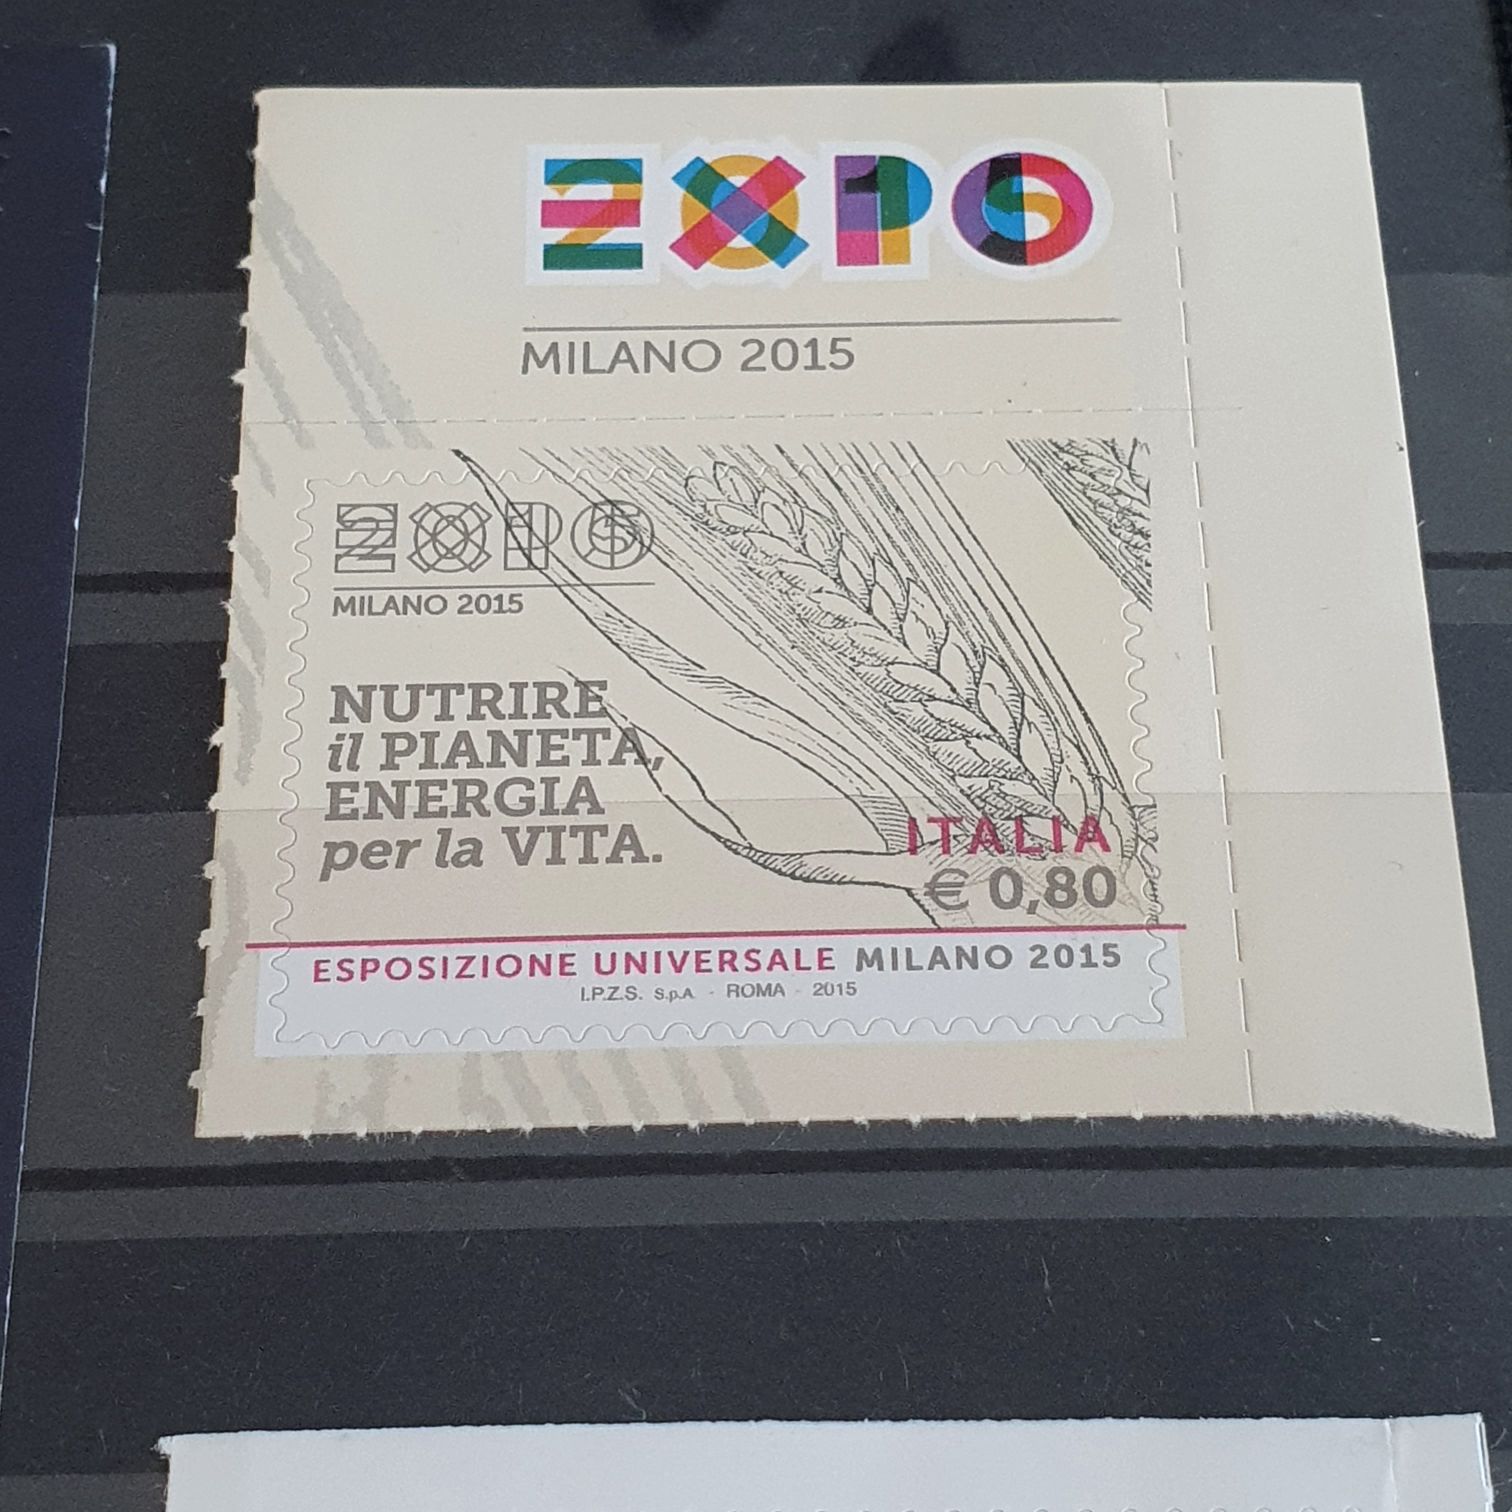 EXPO
MILANO 2015
EXPO
MILANO 2015
NUTRIRE
il PIANETA,
ENERGIA
per la VITA.
ITALIA
€ 0,80
ESPOSIZIONE UNIVERSALE MILANO 2015
I.P.Z.S. S.p.A. - ROMA - 2015